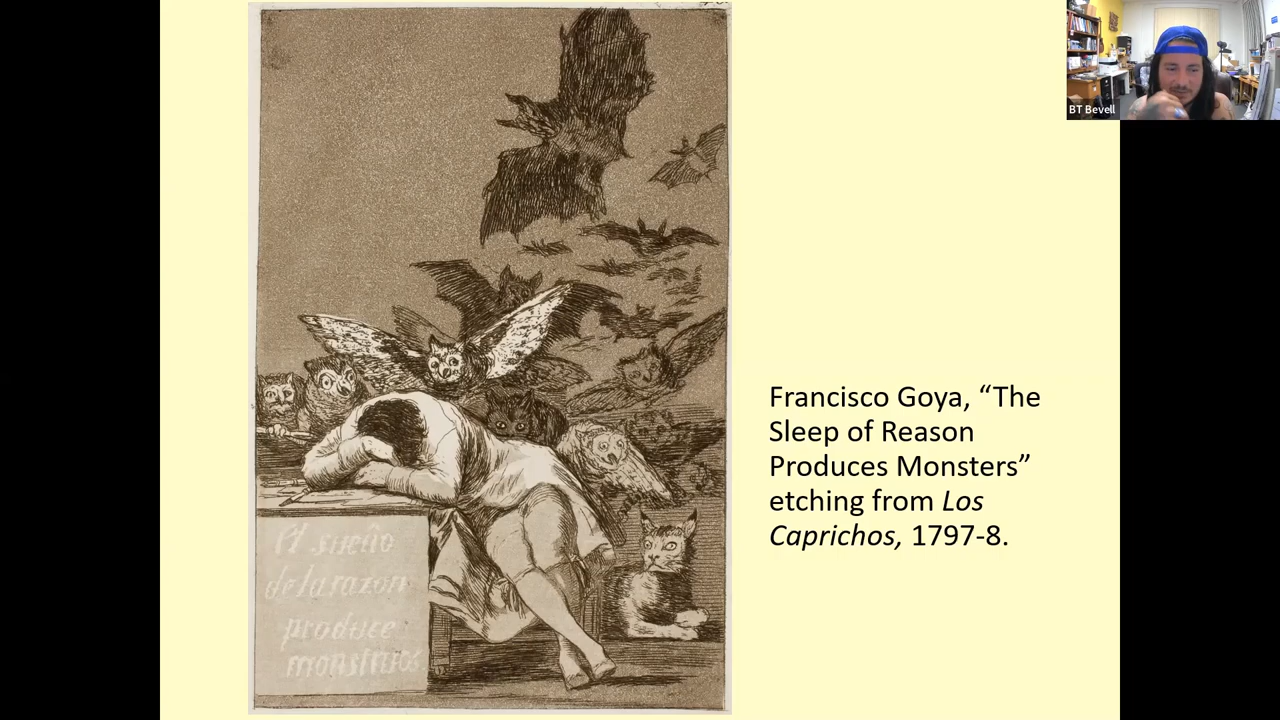 BT Bevell
Francisco Goya, “The
Sleep of Reason
Produces Monsters”
etching from Los
Caprichos, 1797-8.
El sueño
de la razon
produce
monstruos